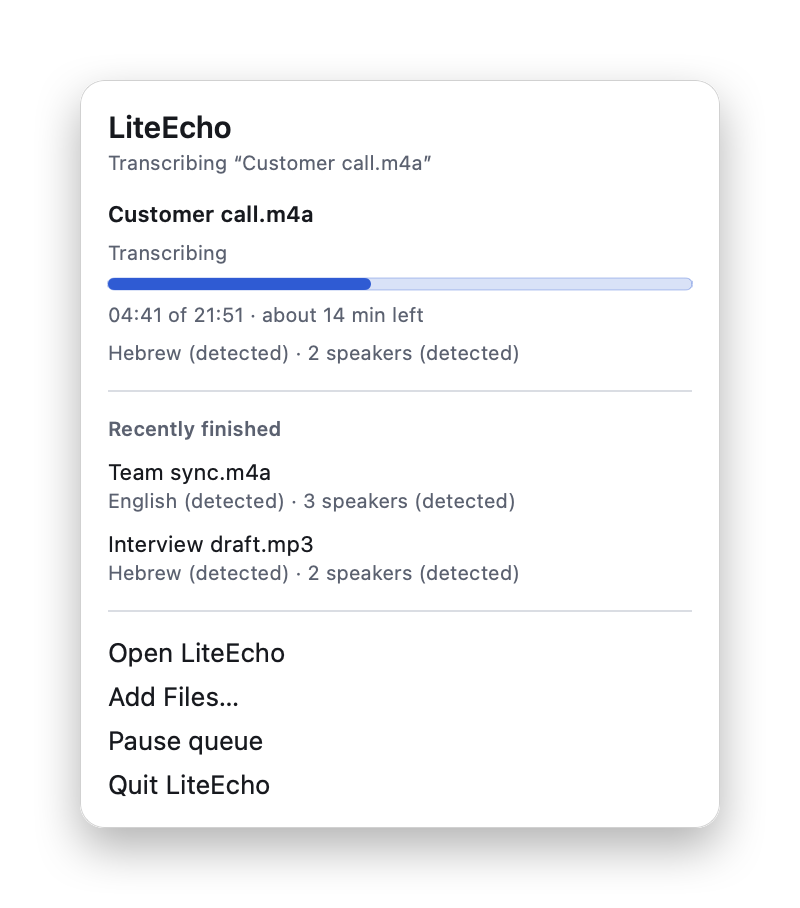 LiteEcho
Transcribing “Customer call.m4a”
Customer call.m4a
Transcribing
04:41 of 21:51 · about 14 min left
Hebrew (detected) · 2 speakers (detected)
Recently finished
Team sync.m4a
English (detected) · 3 speakers (detected)
Interview draft.mp3
Hebrew (detected) · 2 speakers (detected)
Open LiteEcho
Add Files…
Pause queue
Quit LiteEcho